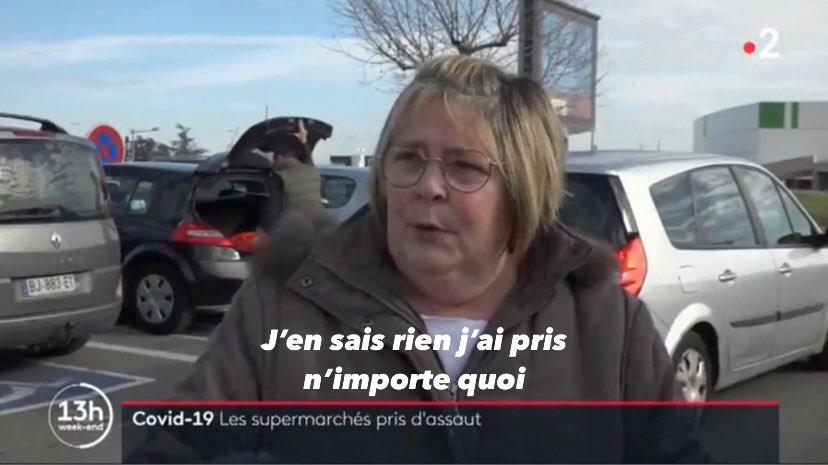 2
BJ-883-ET
J'en sais rien j'ai pris
n'importe quoi
13h
week-end
Covid-19 Les supermarchés pris d'assaut